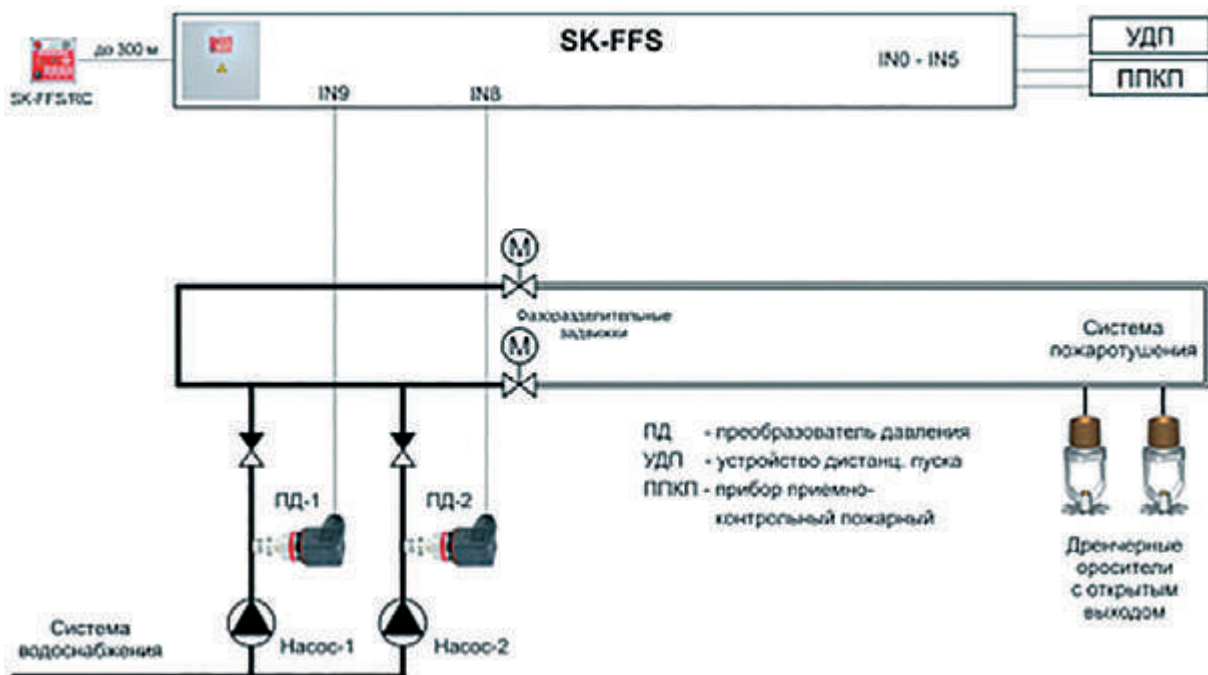 SK-FFS
УДП
до 300 м
IN0 - IN5
ППКП
SK-FFS/RC
IN9
IN8
М
Фазоразделительные
задвижки
М
Система
пожаротушения
ПД - преобразователь давления
УДП - устройство дистанц. пуска
ППКП - прибор приемно-
контрольный пожарный
ПД-1
ПД-2
Дренчерные
оросители
с открытым
выходом
Система
водоснабжения
Насос-1
Насос-2